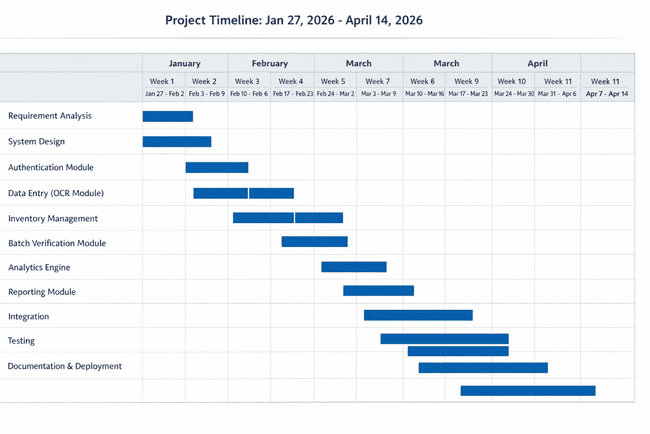 Project Timeline: Jan 27, 2026 - April 14, 2026
January February March March April
Week 1 Week 2 Week 3 Week 4 Week 5 Week 7 Week 6 Week 9 Week 10 Week 11 Week 11
Jan 27 - Feb 2 Feb 3 - Feb 9 Feb 10 - Feb 6 Feb 17 - Feb 23 Feb 24 - Mar 2 Mar 3 - Mar 9 Mar 10 - Mar 16 Mar 17 - Mar 23 Mar 24 - Mar 30 Mar 31 - Apr 6 Apr 7 - Apr 14
Requirement Analysis
System Design
Authentication Module
Data Entry (OCR Module)
Inventory Management
Batch Verification Module
Analytics Engine
Reporting Module
Integration
Testing
Documentation & Deployment